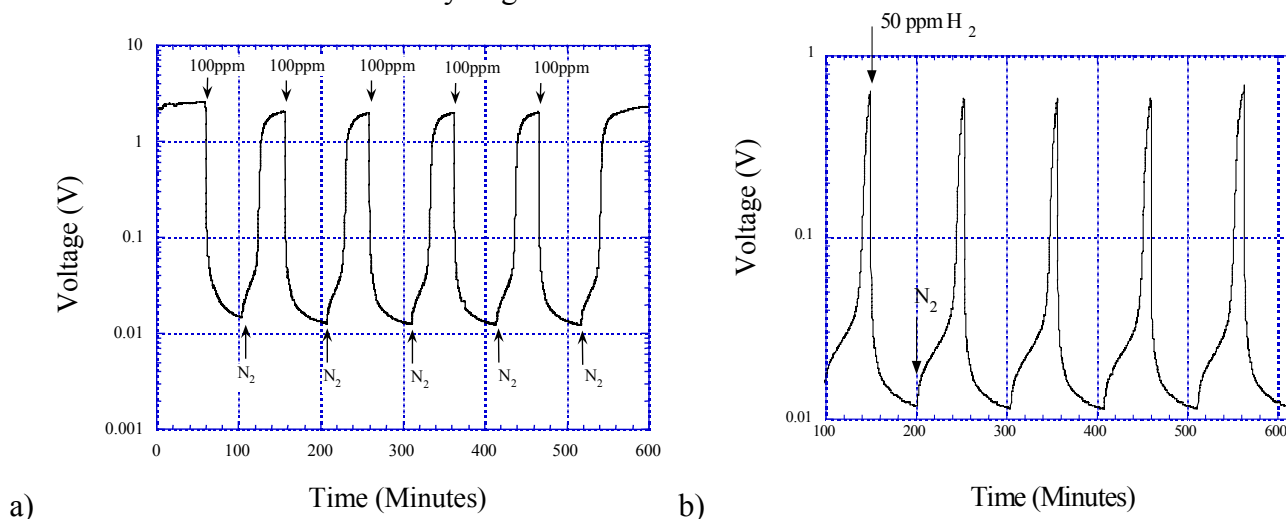 10
1
0.1
0.01
0.001
Voltage (V)
100ppm 100ppm 100ppm 100ppm 100ppm
N2 N2 N2 N2 N2
0 100 200 300 400 500 600
a) Time (Minutes)
50 ppm H 2
1
0.1
0.01
Voltage (V)
N2
100 200 300 400 500 600
b) Time (Minutes)